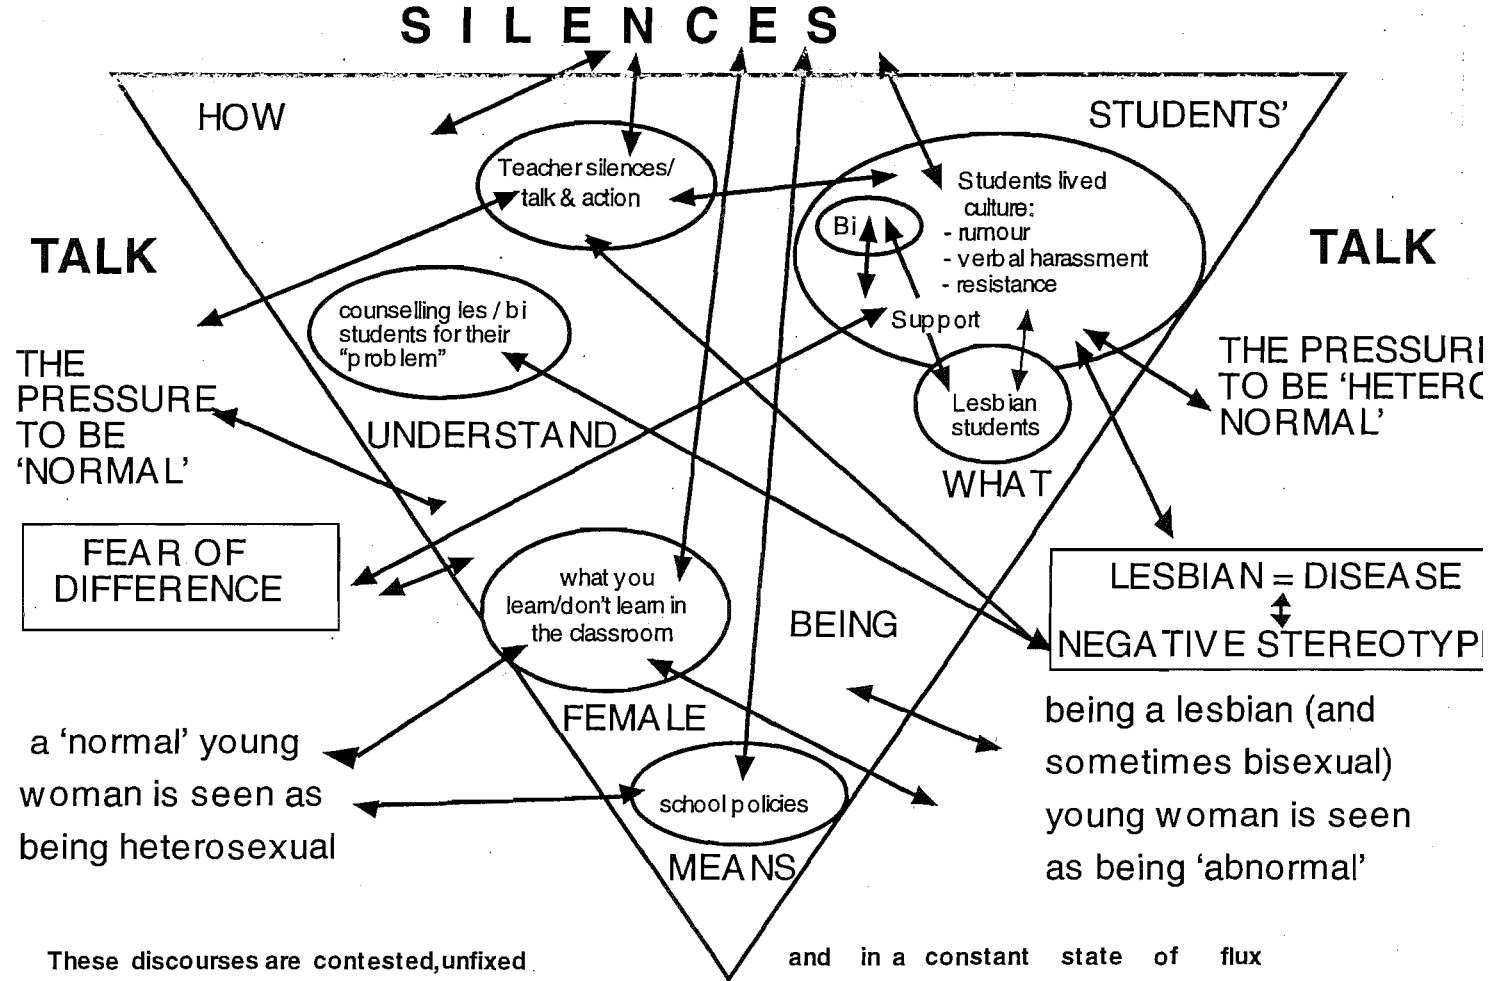 SILENCES
HOW
STUDENTS'
Teacher silences/
talk & action
Students lived
culture:
- rumour
- verbal harassment
- resistance
Bi
Support
TALK
TALK
counselling les / bi
students for their
“problem”
THE
PRESSURE
TO BE
‘NORMAL’
THE PRESSUR
TO BE ‘HETERO
NORMAL’
Lesbian
students
UNDERSTAND
WHAT
FEAR OF
DIFFERENCE
what you
learn/don't learn in
the classroom
LESBIAN = DISEASE
NEGATIVE STEREOTYP
BEING
FEMALE
a ‘normal’ young
woman is seen as
being heterosexual
being a lesbian (and
sometimes bisexual)
young woman is seen
as being ‘abnormal’
school policies
MEANS
These discourses are contested, unfixed
and in a constant state of flux